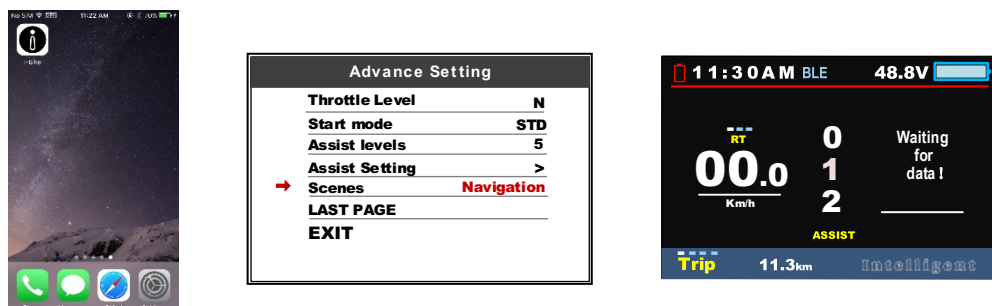 No SIM 11:22 AM 70%
i-Bike
Advance Setting
Throttle Level N
Start mode STD
Assist levels 5
Assist Setting >
Scenes Navigation
LAST PAGE
EXIT
11:30AM BLE 48.8V
RT
00.0
Km/h
0
1
2
ASSIST
Waiting
for
data!
Trip 11.3km Intelligent